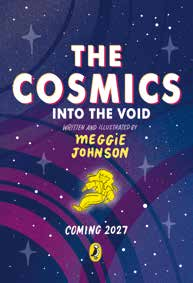 THE
COSMICS
INTO THE VOID
WRITTEN AND ILLUSTRATED BY
MEGGIE
JOHNSON
COMING 2027